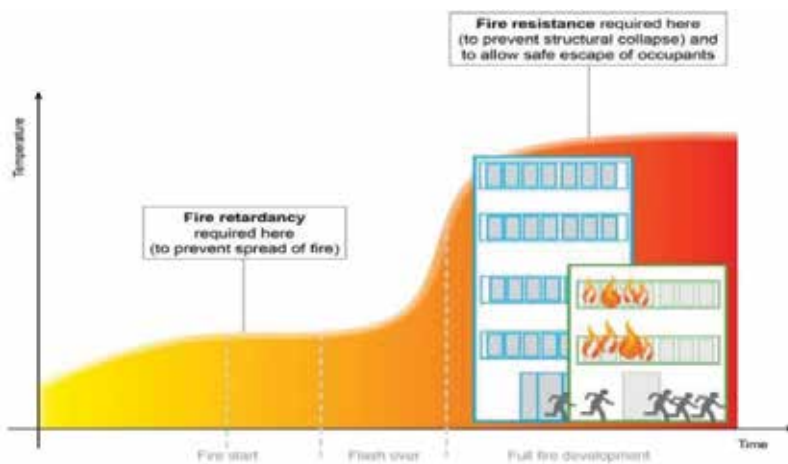 Fire resistance required here
(to prevent structural collapse) and
to allow safe escape of occupants
Temperature
Fire retardancy
required here
(to prevent spread of fire)
Time
Fire start
Flash over
Full fire development